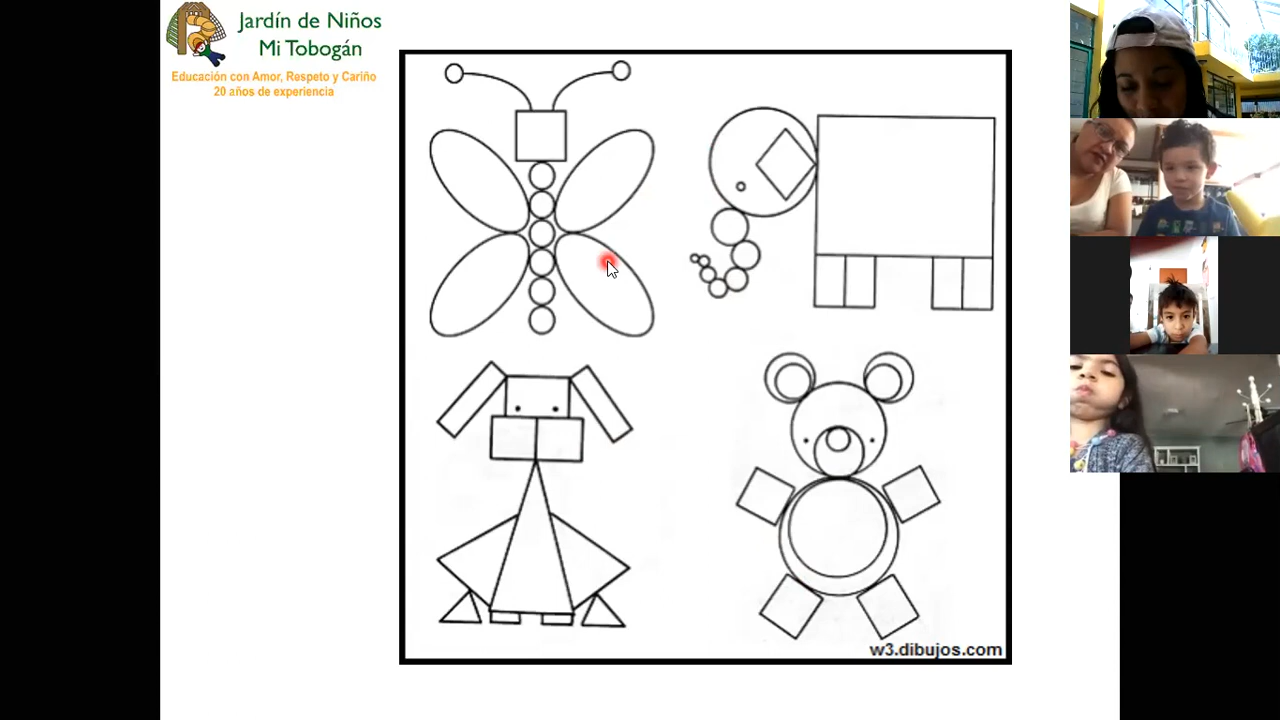 Jardín de Niños
Mi Tobogán
Educación con Amor, Respeto y Cariño
20 años de experiencia
w3.dibujos.com